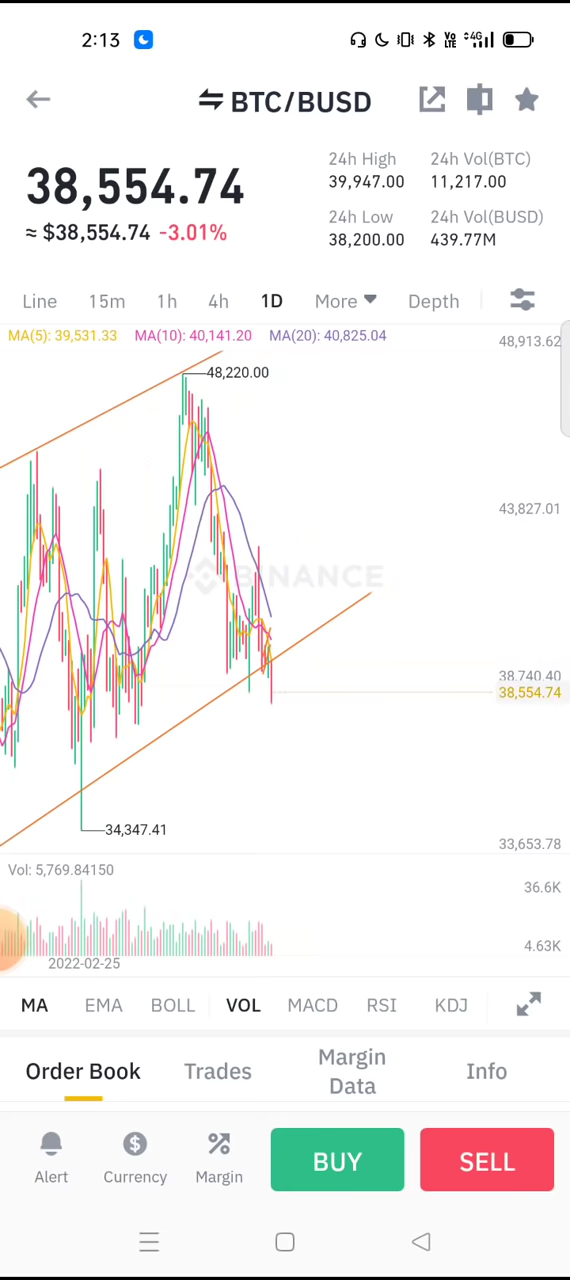 2:13
VO LTE 4G
BTC/BUSD
38,554.74
≈ $38,554.74 -3.01%
24h High
39,947.00
24h Vol(BTC)
11,217.00
24h Low
38,200.00
24h Vol(BUSD)
439.77M
Line 15m 1h 4h 1D More Depth
MA(5): 39,531.33 MA(10): 40,141.20 MA(20): 40,825.04
48,913.62
48,220.00
43,827.01
BINANCE
38,740.40
38,554.74
34,347.41
33,653.78
Vol: 5,769.84150
36.6K
4.63K
2022-02-25
MA EMA BOLL VOL MACD RSI KDJ
Order Book Trades Margin Data Info
Alert Currency Margin BUY SELL